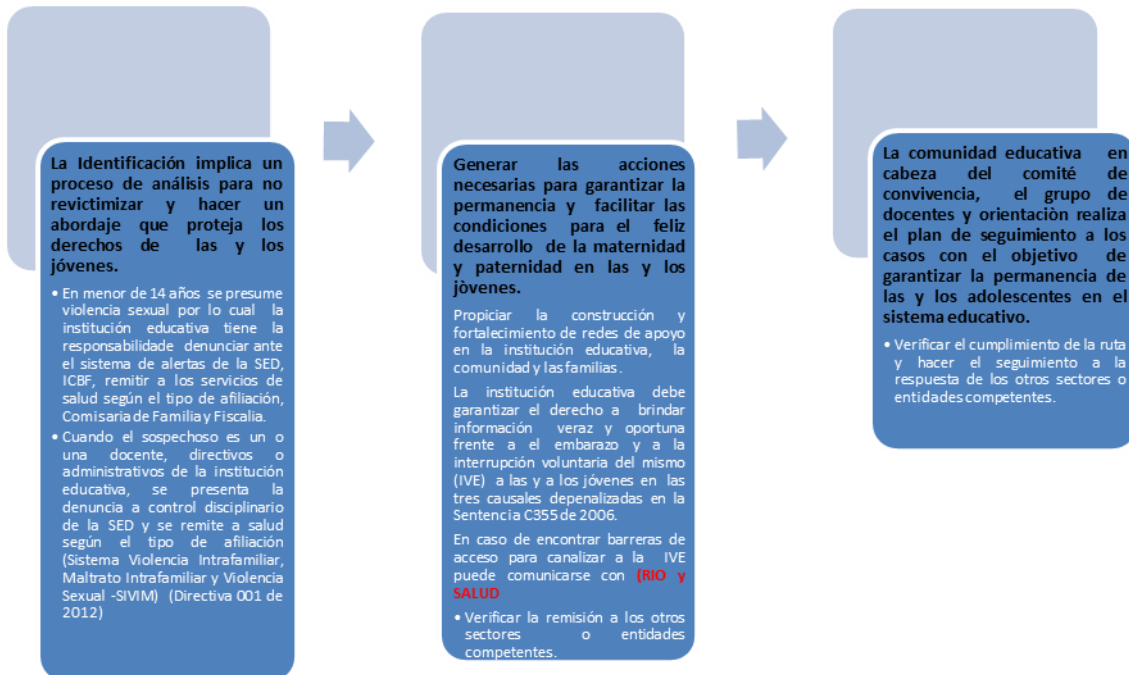 La Identificación implica un
proceso de análisis para no
revictimizar y hacer un
abordaje que proteja los
derechos de las y los
jóvenes.
• En menor de 14 años se presume
violencia sexual por lo cual la
institución educativa tiene la
responsabilidade denunciar ante
el sistema de alertas de la SED,
ICBF, remitir a los servicios de
salud según el tipo de afiliación,
Comisaria de Familia y Fiscalia.
• Cuando el sospechoso es un o
una docente, directivos o
administrativos de la institución
educativa, se presenta la
denuncia a control disciplinario
de la SED y se remite a salud
según el tipo de afiliación
(Sistema Violencia Intrafamiliar,
Maltrato Intrafamiliar y Violencia
Sexual -SIVIM) (Directiva 001 de
2012)
Generar las acciones
necesarias para garantizar la
permanencia y facilitar las
condiciones para el feliz
desarrollo de la maternidad
y paternidad en las y los
jòvenes.
Propiciar la construcción y
fortalecimiento de redes de apoyo
en la institución educativa, la
comunidad y las familias.
La institución educativa debe
garantizar el derecho a brindar
información veraz y oportuna
frente a el embarazo y a la
interrupción voluntaria del mismo
(IVE) a las y a los jóvenes en las
tres causales depenalizadas en la
Sentencia C355 de 2006.
En caso de encontrar barreras de
acceso para canalizar a la IVE
puede comunicarse con (RIO y
SALUD
• Verificar la remisión a los otros
sectores o entidades
competentes.
La comunidad educativa en
cabeza del comité de
convivencia, el grupo de
docentes y orientaciòn realiza
el plan de seguimiento a los
casos con el objetivo de
garantizar la permanencia de
las y los adolescentes en el
sistema educativo.
• Verificar el cumplimiento de la ruta
y hacer el seguimiento a la
respuesta de los otros sectores o
entidades competentes.